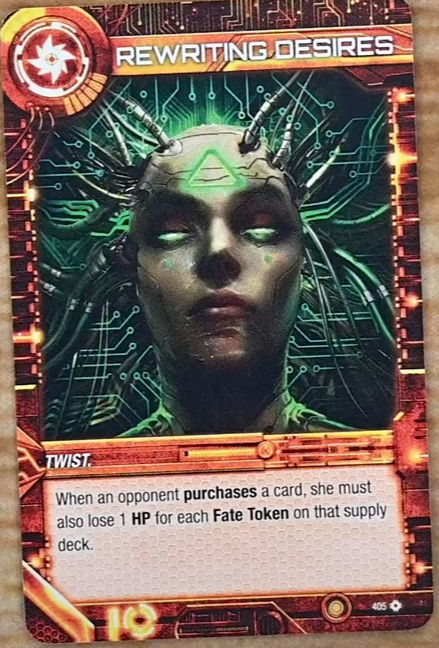 REWRITING DESIRES
TWIST.
When an opponent purchases a card, she must
also lose 1 HP for each Fate Token on that supply
deck.
405